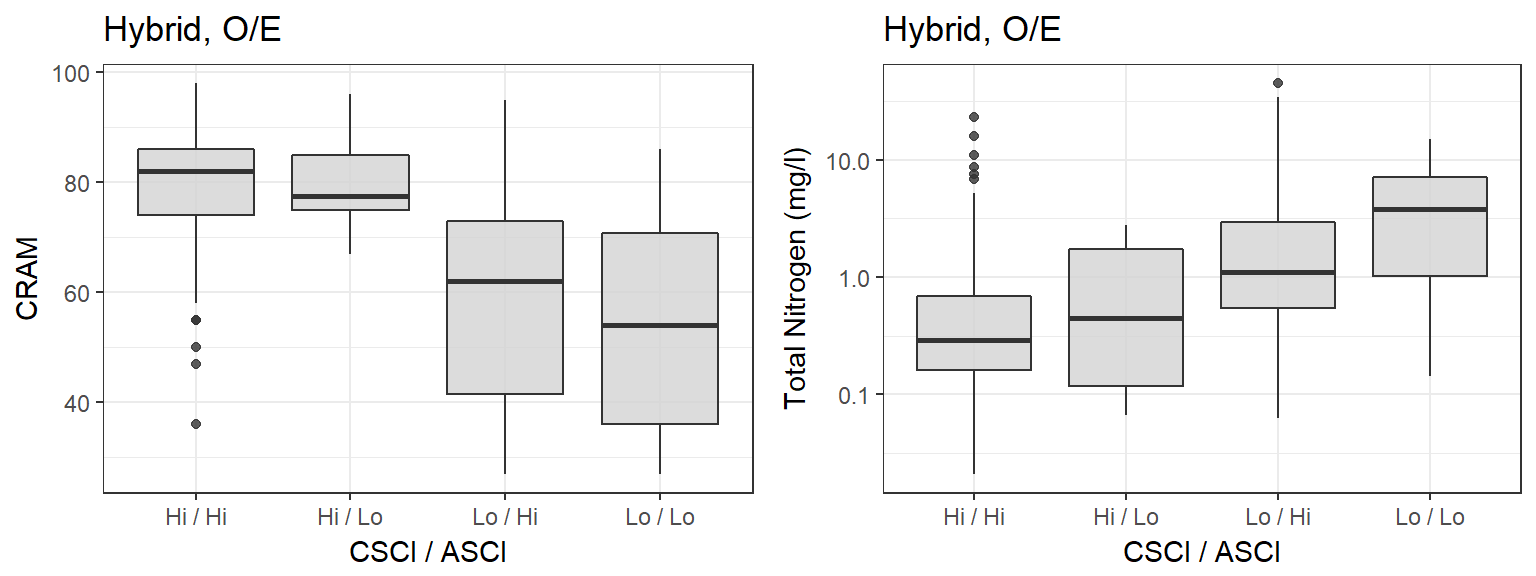 Hybrid, O/E
100
80
60
40
CRAM
Hi / Hi
Hi / Lo
Lo / Hi
Lo / Lo
CSCI / ASCI
Hybrid, O/E
10.0
1.0
0.1
Total Nitrogen (mg/l)
Hi / Hi
Hi / Lo
Lo / Hi
Lo / Lo
CSCI / ASCI